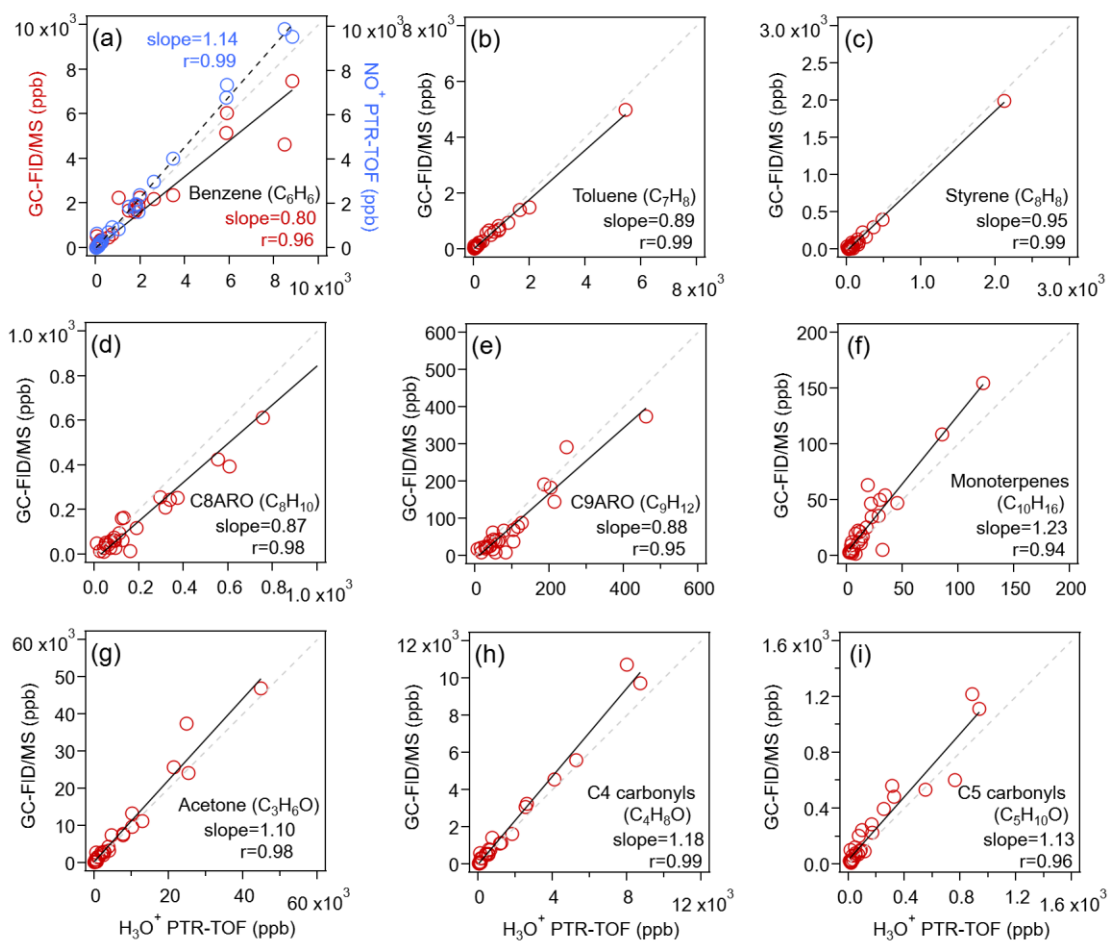 (a)
10 x10³
8
6
4
2
0
0
2
4
6
8
10 x10³
10 x10³
8
6
4
2
0
GC-FID/MS (ppb)
NO⁺ PTR-TOF (ppb)
slope=1.14
r=0.99
Benzene (C₆H₆)
slope=0.80
r=0.96
(b)
8 x10³
6
4
2
0
0
2
4
6
8 x10³
GC-FID/MS (ppb)
Toluene (C₇H₈)
slope=0.89
r=0.99
(c)
3.0 x10³
2.0
1.0
0.0
0.0
1.0
2.0
3.0 x10³
GC-FID/MS (ppb)
Styrene (C₈H₈)
slope=0.95
r=0.99
(d)
1.0 x10³
0.8
0.6
0.4
0.2
0.0
0.0
0.2
0.4
0.6
0.8
1.0 x10³
GC-FID/MS (ppb)
C8ARO (C₈H₁₀)
slope=0.87
r=0.98
(e)
600
500
400
300
200
100
0
0
200
400
600
GC-FID/MS (ppb)
C9ARO (C₉H₁₂)
slope=0.88
r=0.95
(f)
200
150
100
50
0
0
50
100
150
200
GC-FID/MS (ppb)
Monoterpenes
(C₁₀H₁₆)
slope=1.23
r=0.94
(g)
60 x10³
50
40
30
20
10
0
0
20
40
60 x10³
GC-FID/MS (ppb)
Acetone (C₃H₆O)
slope=1.10
r=0.98
H₃O⁺ PTR-TOF (ppb)
(h)
12 x10³
10
8
6
4
2
0
0
4
8
12 x10³
GC-FID/MS (ppb)
C4 carbonyls
(C₄H₈O)
slope=1.18
r=0.99
H₃O⁺ PTR-TOF (ppb)
(i)
1.6 x10³
1.2
0.8
0.4
0.0
0.0
0.4
0.8
1.2
1.6 x10³
GC-FID/MS (ppb)
C5 carbonyls
(C₅H₁₀O)
slope=1.13
r=0.96
H₃O⁺ PTR-TOF (ppb)